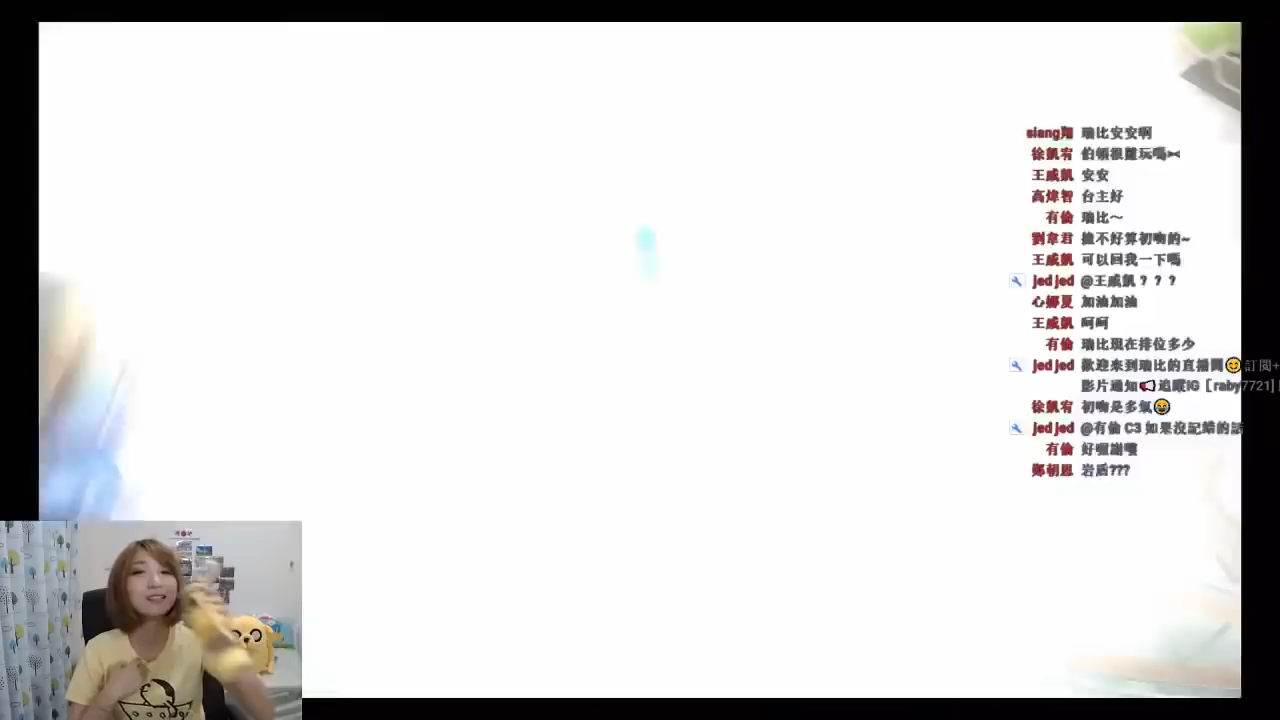 siang翔 瑞比安安啊
徐凱宥 伯頓很難玩嗎
王威凱 安安
高煒智 台主好
有倫 瑞比～
劉韋君 擔不好算初吻的~
王威凱 可以回我一下嗎
jed jed @王威凱？？？
心娜夏 加油加油
王威凱 呵呵
有倫 瑞比現在排位多少
jed jed 歡迎來到瑞比的直播間😊訂閱+
影片通知📢追蹤IG［raby7721］
徐凱宥 初吻是多氣😂
jed jed @有倫 C3 如果沒記錯的話
有倫 好喔謝嘍
鄭朝恩 岩盾???